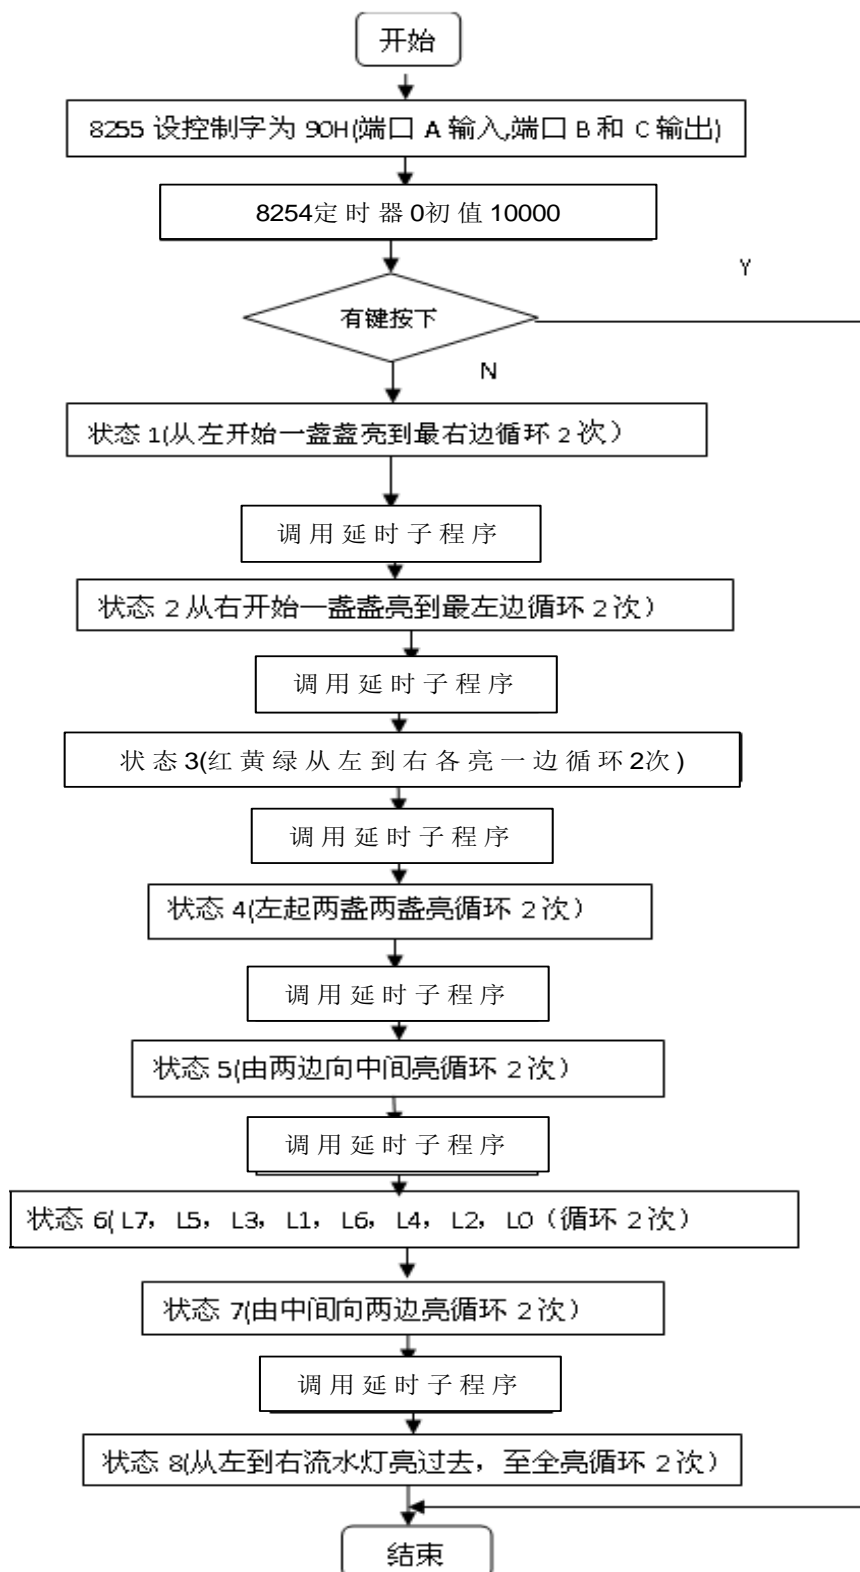 开始
8255 设控制字为 90H(端口 A 输入,端口 B 和 C 输出)
8254定时器0初值10000
Y
有键按下
N
状态 1(从左开始一盏盏亮到最右边循环 2 次）
调用延时子程序
状态 2 从右开始一盏盏亮到最左边循环 2 次）
调用延时子程序
状态3(红黄绿从左到右各亮一边循环2次)
调用延时子程序
状态 4(左起两盏两盏亮循环 2 次）
调用延时子程序
状态 5(由两边向中间亮循环 2 次）
调用延时子程序
状态 6( L7， L5， L3， L1， L6， L4， L2， L0（循环 2 次）
状态 7(由中间向两边亮循环 2 次）
调用延时子程序
状态 8(从左到右流水灯亮过去，至全亮循环 2 次）
结束